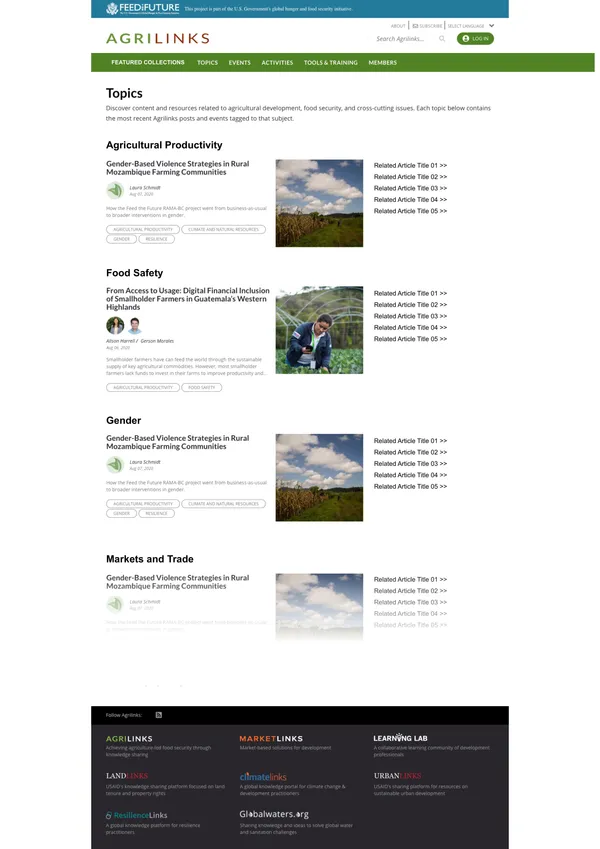 FEED THE FUTURE
This project is part of the U.S. Government's global hunger and food security initiative.
ABOUT | SUBSCRIBE | SELECT LANGUAGE
AGRILINKS
Search Agrilinks...
LOG IN
FEATURED COLLECTIONS TOPICS EVENTS ACTIVITIES TOOLS & TRAINING MEMBERS
Topics
Discover content and resources related to agricultural development, food security, and cross-cutting issues. Each topic below contains
the most recent Agrilinks posts and events tagged to that subject.
Agricultural Productivity
Gender-Based Violence Strategies in Rural
Mozambique Farming Communities
Laura Schmidt
Aug 07, 2020
How the Feed the Future RAMA-BC project went from business-as-usual
to broader interventions in gender.
AGRICULTURAL PRODUCTIVITY CLIMATE AND NATURAL RESOURCES
GENDER RESILIENCE
Related Article Title 01 >>
Related Article Title 02 >>
Related Article Title 03 >>
Related Article Title 04 >>
Related Article Title 05 >>
Food Safety
From Access to Usage: Digital Financial Inclusion
of Smallholder Farmers in Guatemala's Western
Highlands
Alison Harrell / Gerson Morales
Aug 06, 2020
Smallholder farmers have can feed the world through the sustainable
supply of key agricultural commodities. However, most smallholder
farmers lack funds to invest in their farms to improve productivity and...
AGRICULTURAL PRODUCTIVITY FOOD SAFETY
Related Article Title 01 >>
Related Article Title 02 >>
Related Article Title 03 >>
Related Article Title 04 >>
Related Article Title 05 >>
Gender
Gender-Based Violence Strategies in Rural
Mozambique Farming Communities
Laura Schmidt
Aug 07, 2020
How the Feed the Future RAMA-BC project went from business-as-usual
to broader interventions in gender.
AGRICULTURAL PRODUCTIVITY CLIMATE AND NATURAL RESOURCES
GENDER RESILIENCE
Related Article Title 01 >>
Related Article Title 02 >>
Related Article Title 03 >>
Related Article Title 04 >>
Related Article Title 05 >>
Markets and Trade
Gender-Based Violence Strategies in Rural
Mozambique Farming Communities
Laura Schmidt
Aug 07, 2020
How the Feed the Future RAMA-BC project went from business-as-usual
to broader interventions in gender.
Related Article Title 01 >>
Related Article Title 02 >>
Related Article Title 03 >>
Related Article Title 04 >>
Related Article Title 05 >>
Follow Agrilinks:
AGRILINKS
Achieving agriculture-led food security through
knowledge sharing
MARKETLINKS
Market-based solutions for development
LEARNING LAB
A collaborative learning community of development
professionals
LANDLINKS
USAID's knowledge sharing platform focused on land
tenure and property rights
climatelinks
A global knowledge portal for climate change &
development practitioners
URBANLINKS
USAID's sharing platform for resources on
sustainable urban development
ResilienceLinks
A global knowledge platform for resilience
practitioners
Globalwaters.org
Sharing knowledge and ideas to solve global water
and sanitation challenges